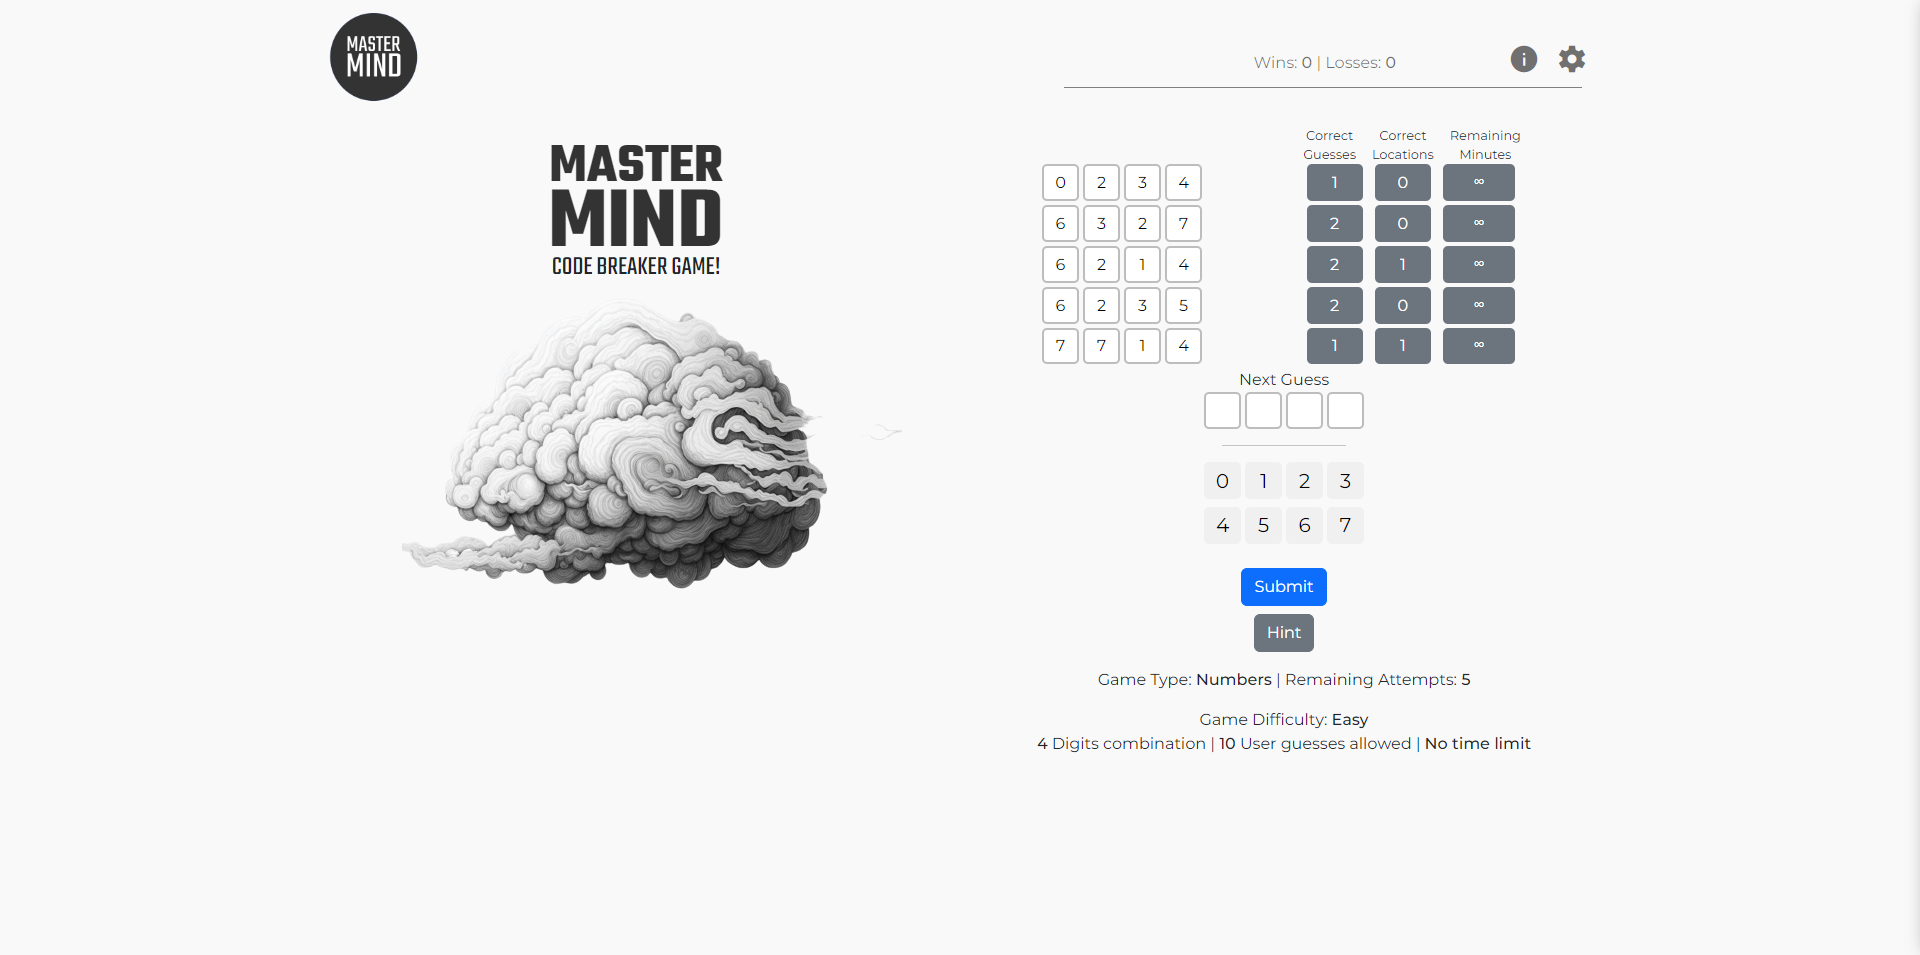 MASTER
MIND
Wins: 0 | Losses: 0
MASTER
MIND
CODE BREAKER GAME!
Correct Guesses
Correct Locations
Remaining Minutes
0 2 3 4 1 0 ∞
6 3 2 7 2 0 ∞
6 2 1 4 2 1 ∞
6 2 3 5 2 0 ∞
7 7 1 4 1 1 ∞
Next Guess
0 1 2 3
4 5 6 7
Submit
Hint
Game Type: Numbers | Remaining Attempts: 5
Game Difficulty: Easy
4 Digits combination | 10 User guesses allowed | No time limit